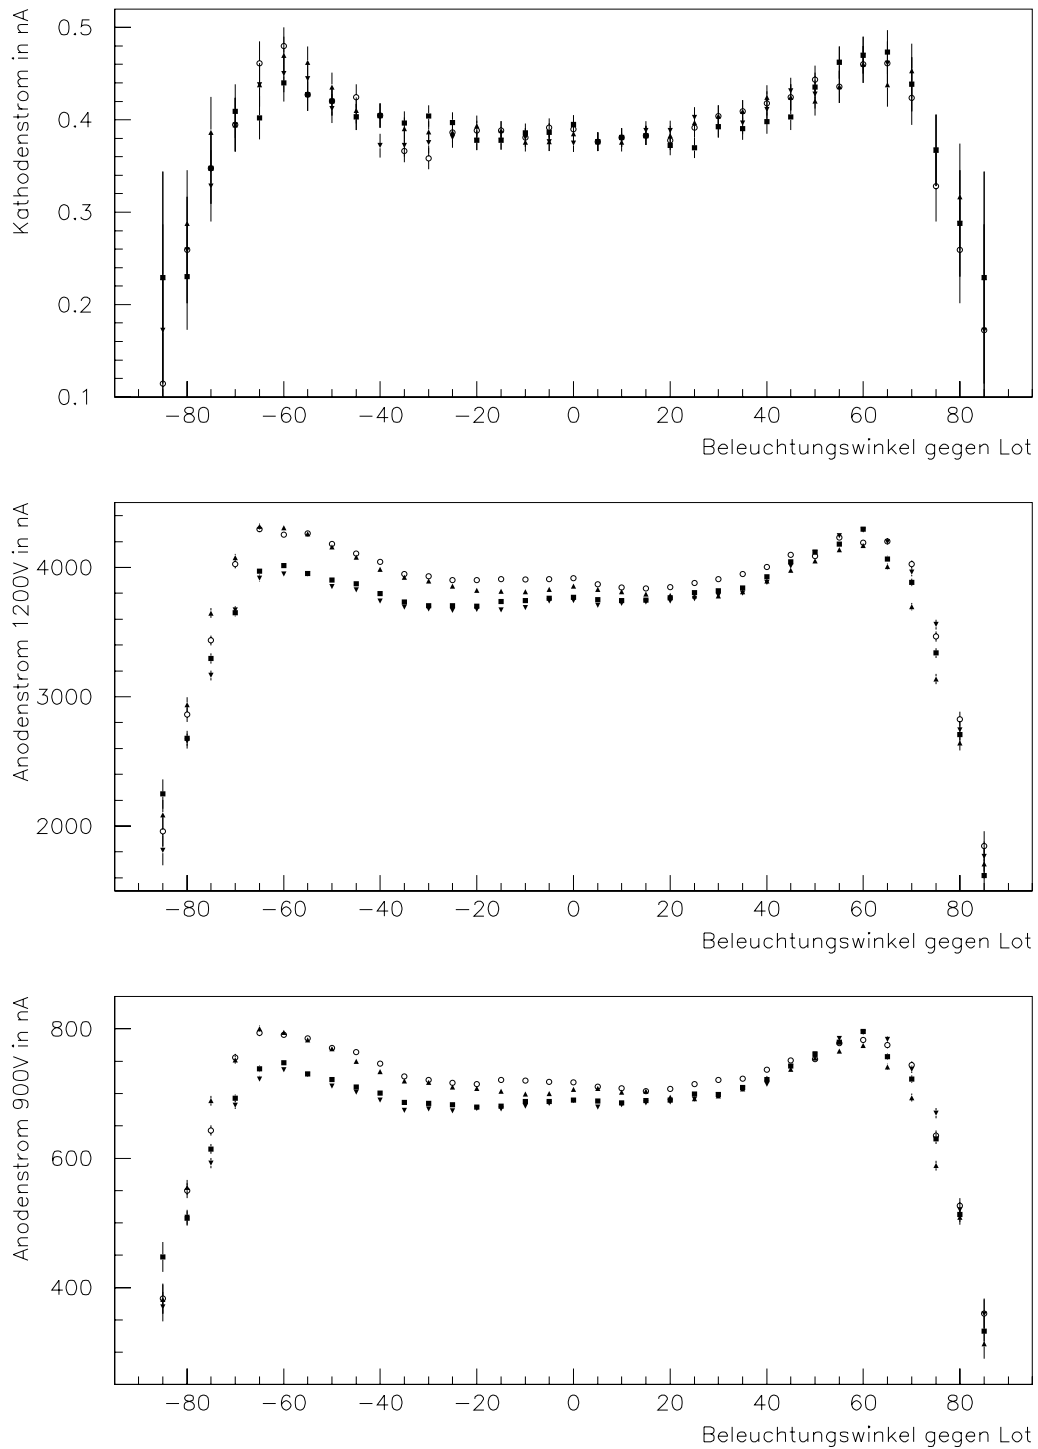 Kathodenstrom in nA
0.5
0.4
0.3
0.2
0.1
−80 −60 −40 −20 0 20 40 60 80
Beleuchtungswinkel gegen Lot
Anodenstrom 1200V in nA
4000
3000
2000
−80 −60 −40 −20 0 20 40 60 80
Beleuchtungswinkel gegen Lot
Anodenstrom 900V in nA
800
600
400
−80 −60 −40 −20 0 20 40 60 80
Beleuchtungswinkel gegen Lot